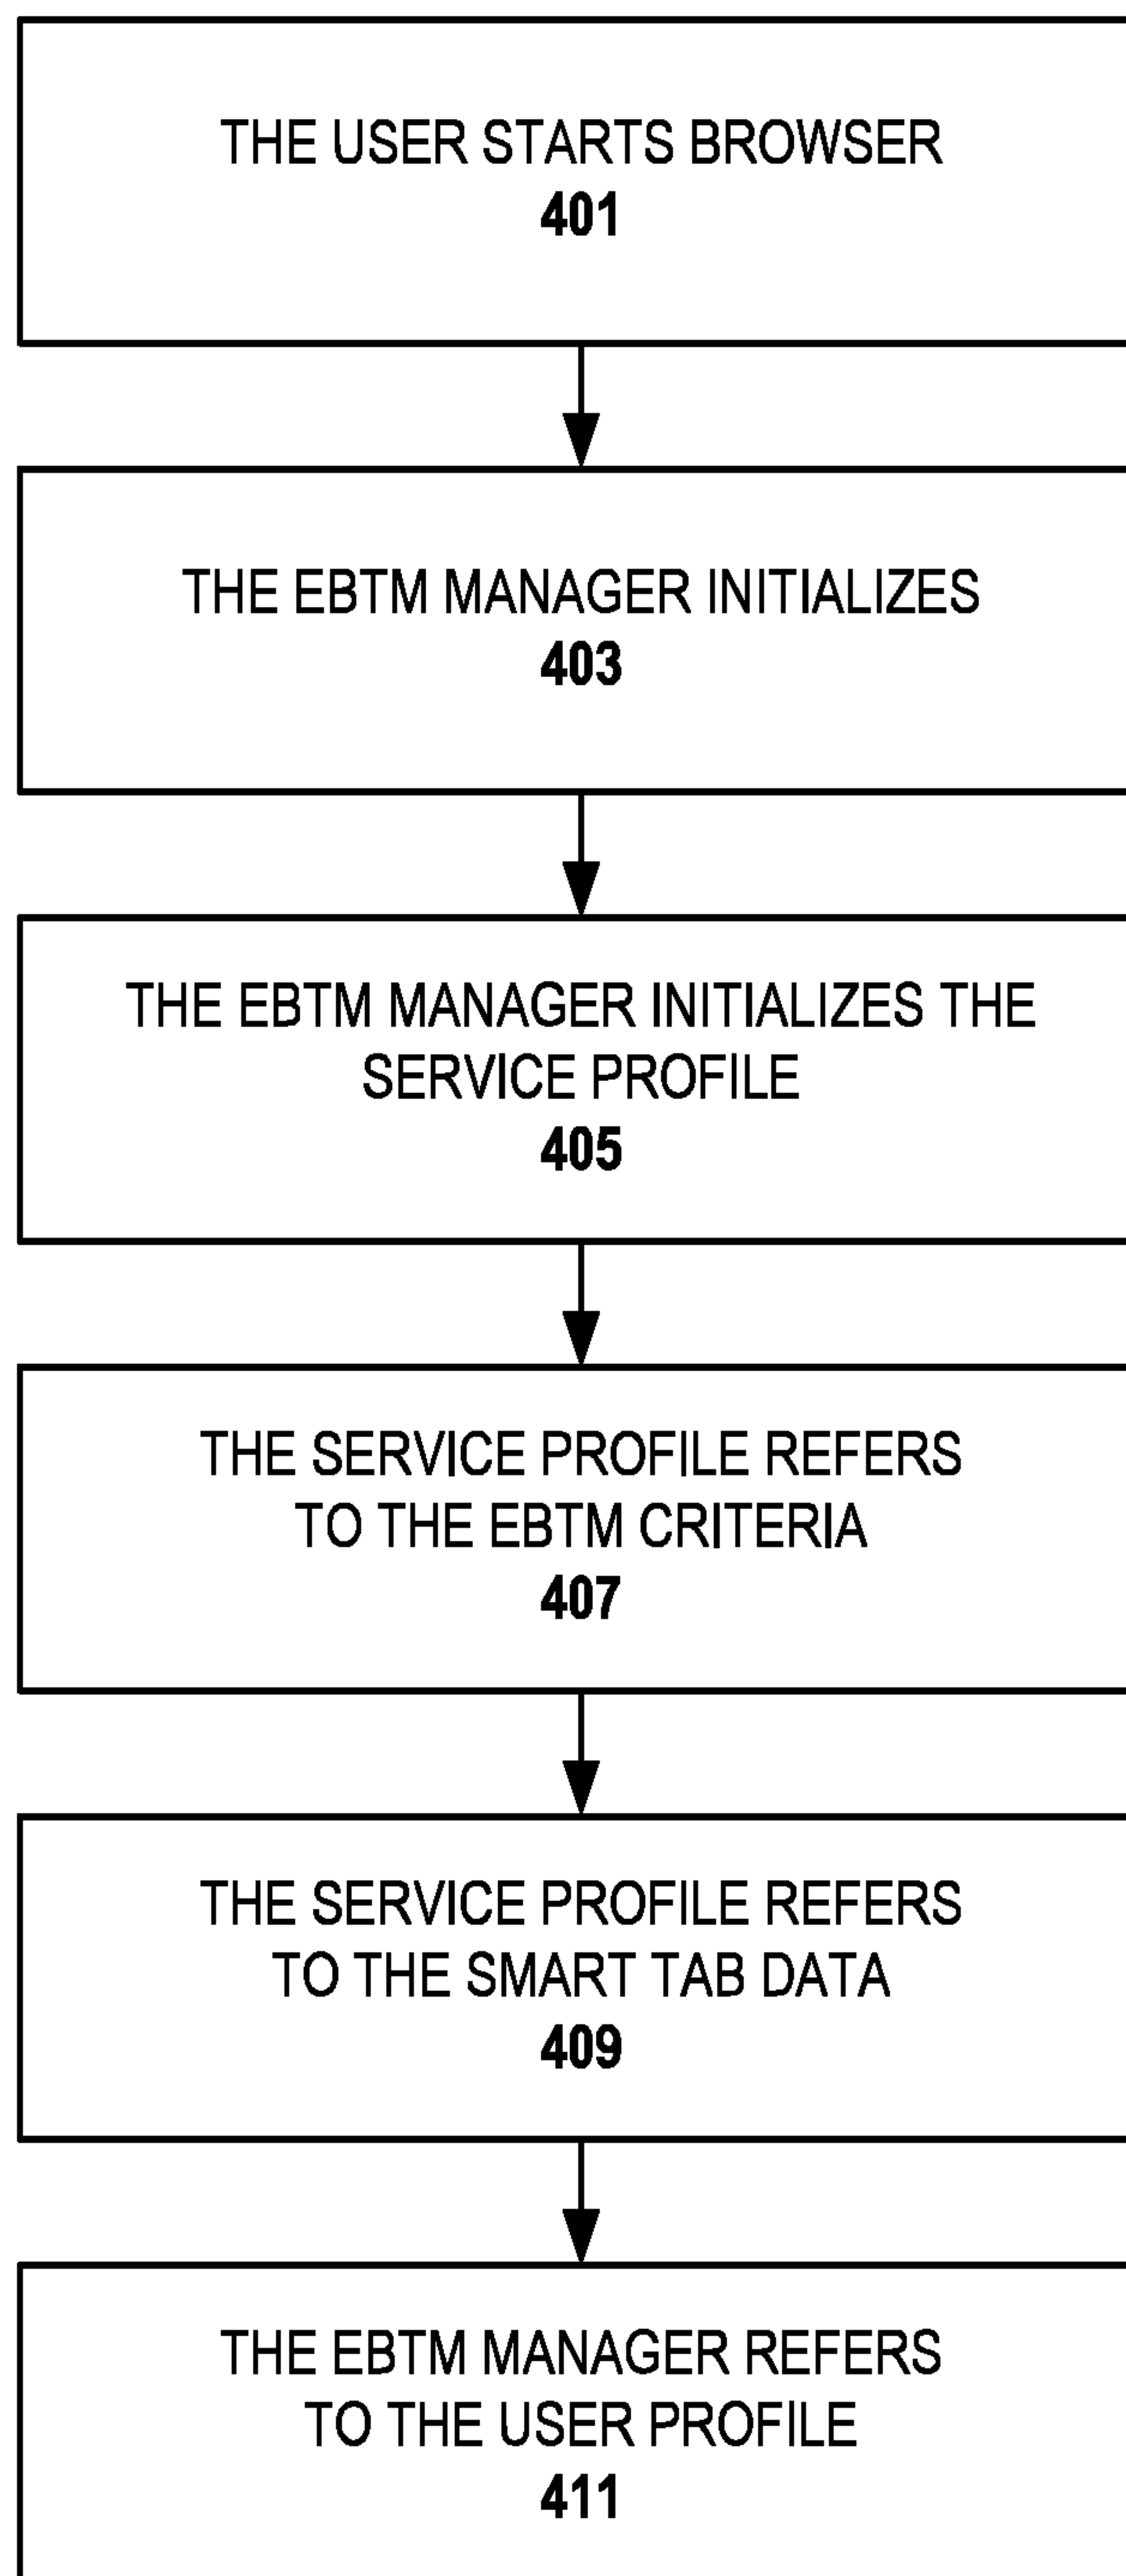 THE USER STARTS BROWSER
401
THE EBTM MANAGER INITIALIZES
403
THE EBTM MANAGER INITIALIZES THE
SERVICE PROFILE
405
THE SERVICE PROFILE REFERS
TO THE EBTM CRITERIA
407
THE SERVICE PROFILE REFERS
TO THE SMART TAB DATA
409
THE EBTM MANAGER REFERS
TO THE USER PROFILE
411